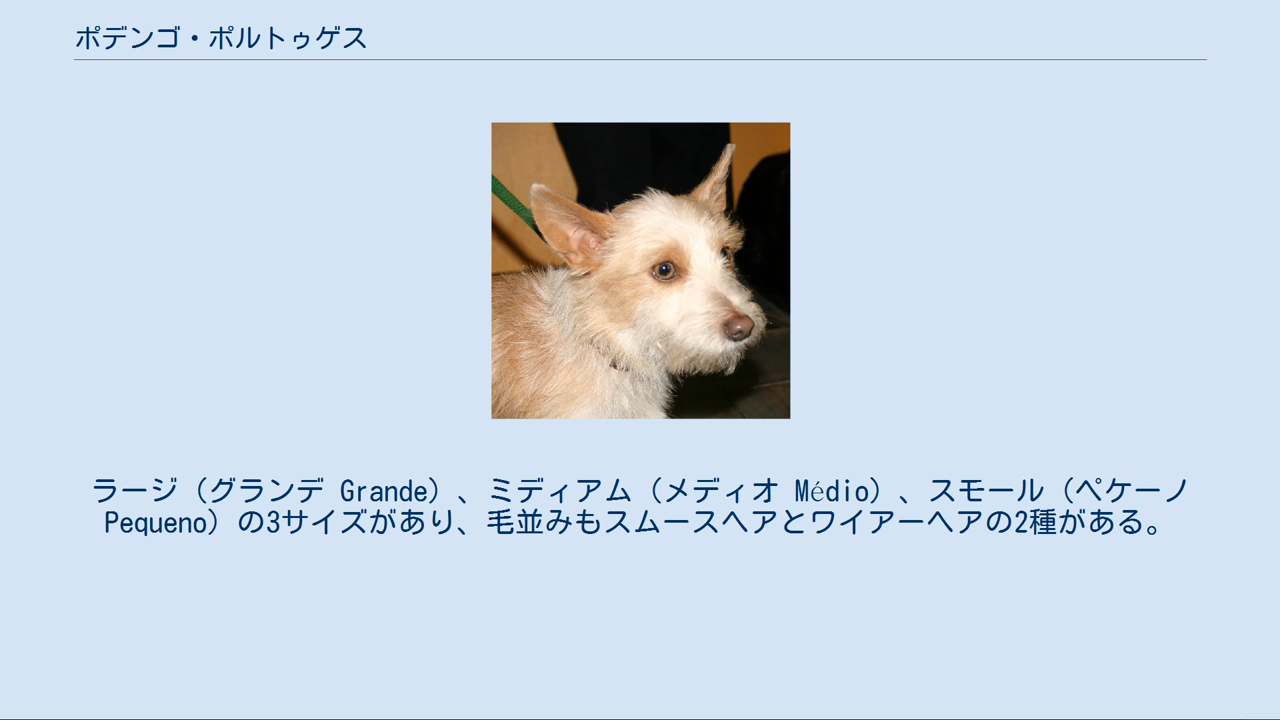 ポデンゴ・ポルトゥゲス
ラージ（グランデ Grande）、ミディアム（メディオ Médio）、スモール（ペケーノ
Pequeno）の3サイズがあり、毛並みもスムースヘアとワイアーヘアの2種がある。